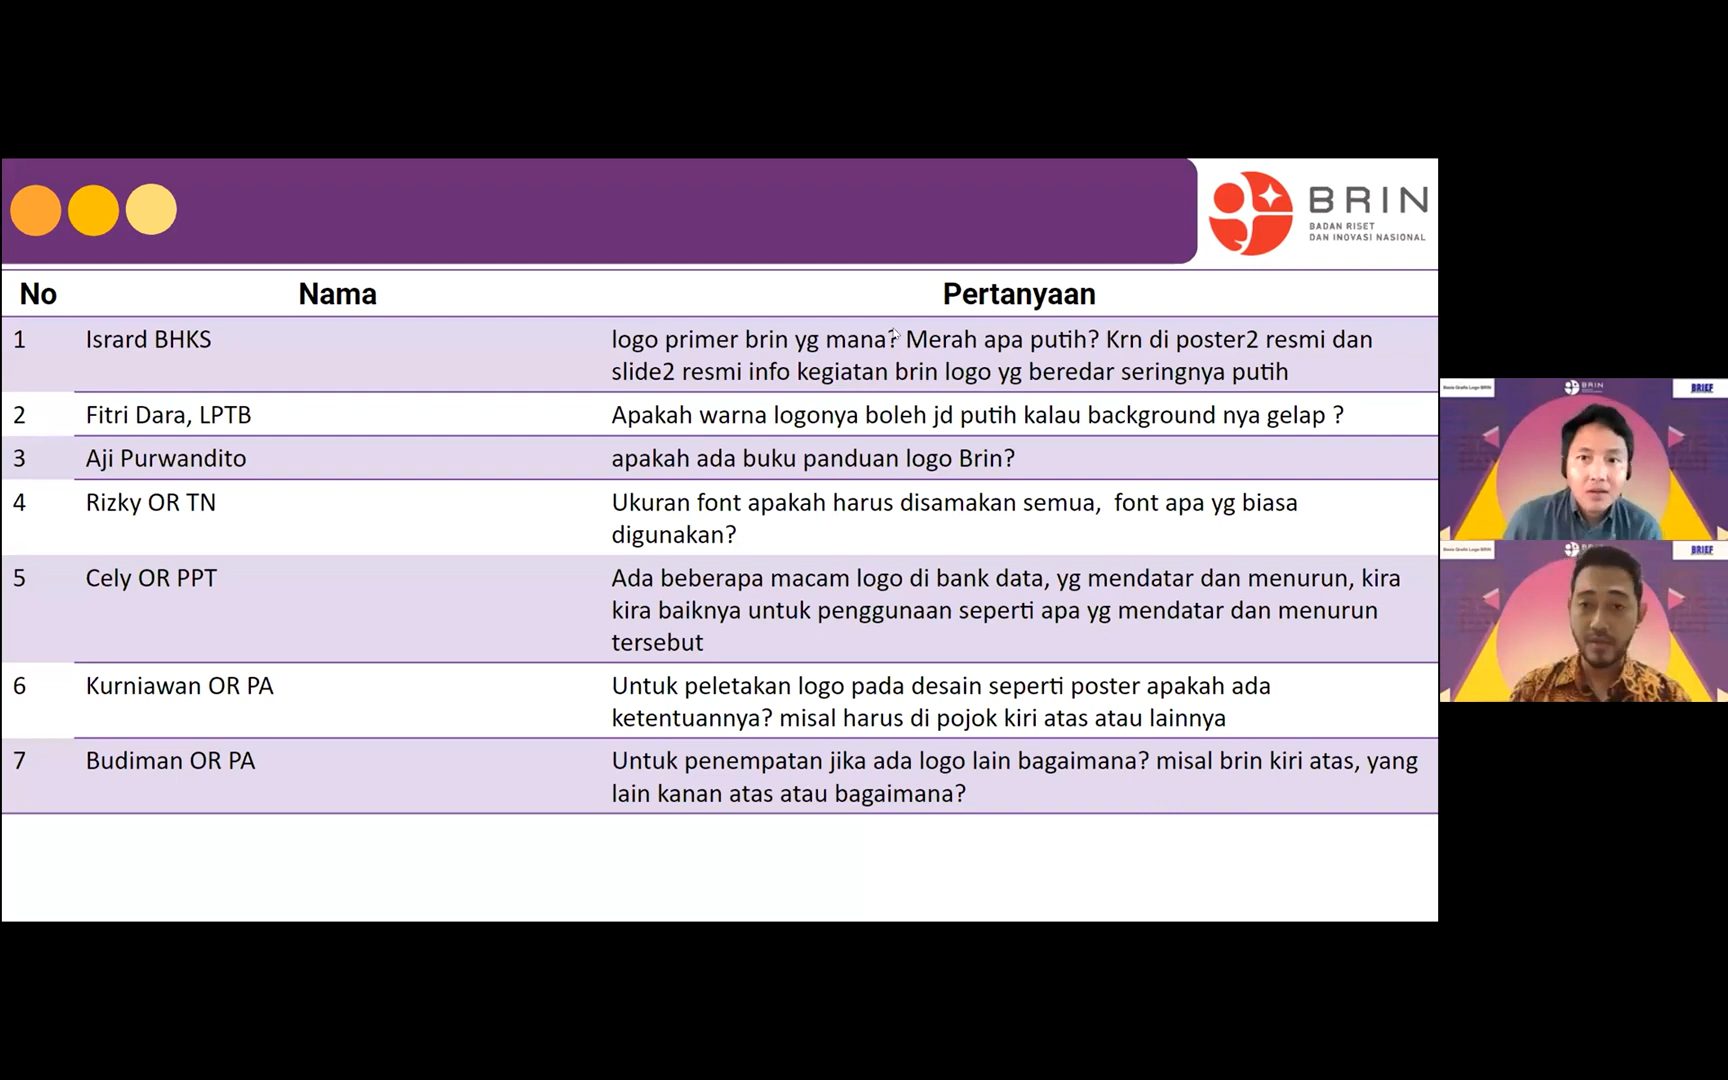 BRIN
BADAN RISET
DAN INOVASI NASIONAL
No Nama Pertanyaan
1 Isrard BHKS logo primer brin yg mana? Merah apa putih? Krn di poster2 resmi dan
slide2 resmi info kegiatan brin logo yg beredar seringnya putih
2 Fitri Dara, LPTB Apakah warna logonya boleh jd putih kalau background nya gelap ?
3 Aji Purwandito apakah ada buku panduan logo Brin?
4 Rizky OR TN Ukuran font apakah harus disamakan semua, font apa yg biasa
digunakan?
5 Cely OR PPT Ada beberapa macam logo di bank data, yg mendatar dan menurun, kira
kira baiknya untuk penggunaan seperti apa yg mendatar dan menurun
tersebut
6 Kurniawan OR PA Untuk peletakan logo pada desain seperti poster apakah ada
ketentuannya? misal harus di pojok kiri atas atau lainnya
7 Budiman OR PA Untuk penempatan jika ada logo lain bagaimana? misal brin kiri atas, yang
lain kanan atas atau bagaimana?
BRIN
BRIEF
BRIEF